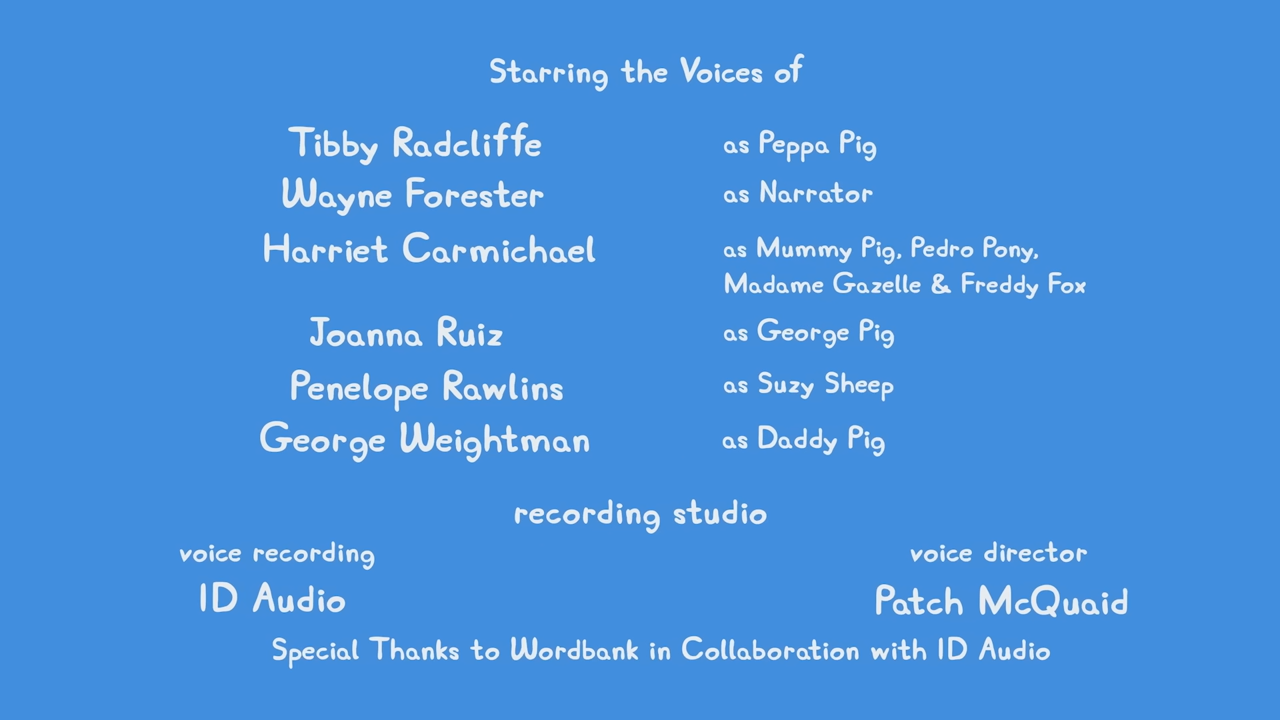 Starring the Voices of
Tibby Radcliffe as Peppa Pig
Wayne Forester as Narrator
Harriet Carmichael as Mummy Pig, Pedro Pony,
Madame Gazelle & Freddy Fox
Joanna Ruiz as George Pig
Penelope Rawlins as Suzy Sheep
George Weightman as Daddy Pig
recording studio
voice recording voice director
ID Audio Patch McQuaid
Special Thanks to Wordbank in Collaboration with ID Audio